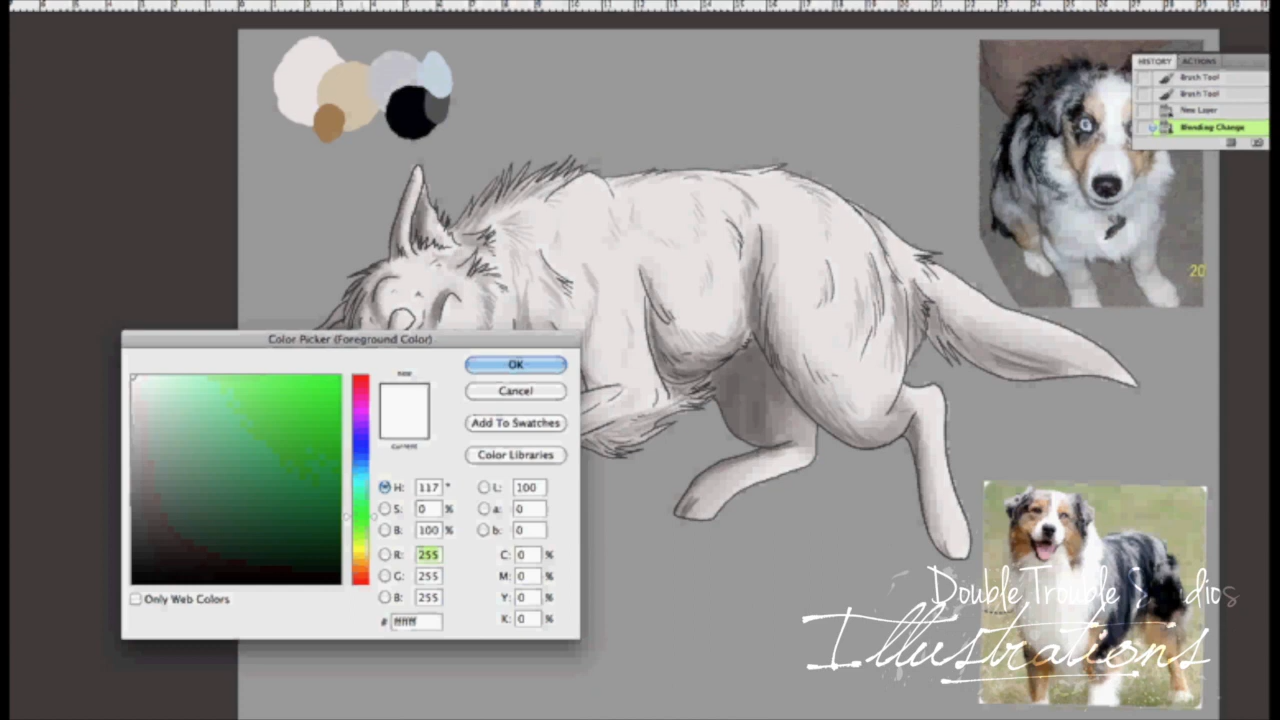 HISTORY ACTIONS
Brush Tool
Brush Tool
New Layer
Blending Change
20
Color Picker (Foreground Color)
new
current
OK
Cancel
Add To Swatches
Color Libraries
H: 117 °
S: 0 %
B: 100 %
R: 255
G: 255
B: 255
# ffffff
L: 100
a: 0
b: 0
C: 0 %
M: 0 %
Y: 0 %
K: 0 %
Only Web Colors
Double Trouble
Illustrations